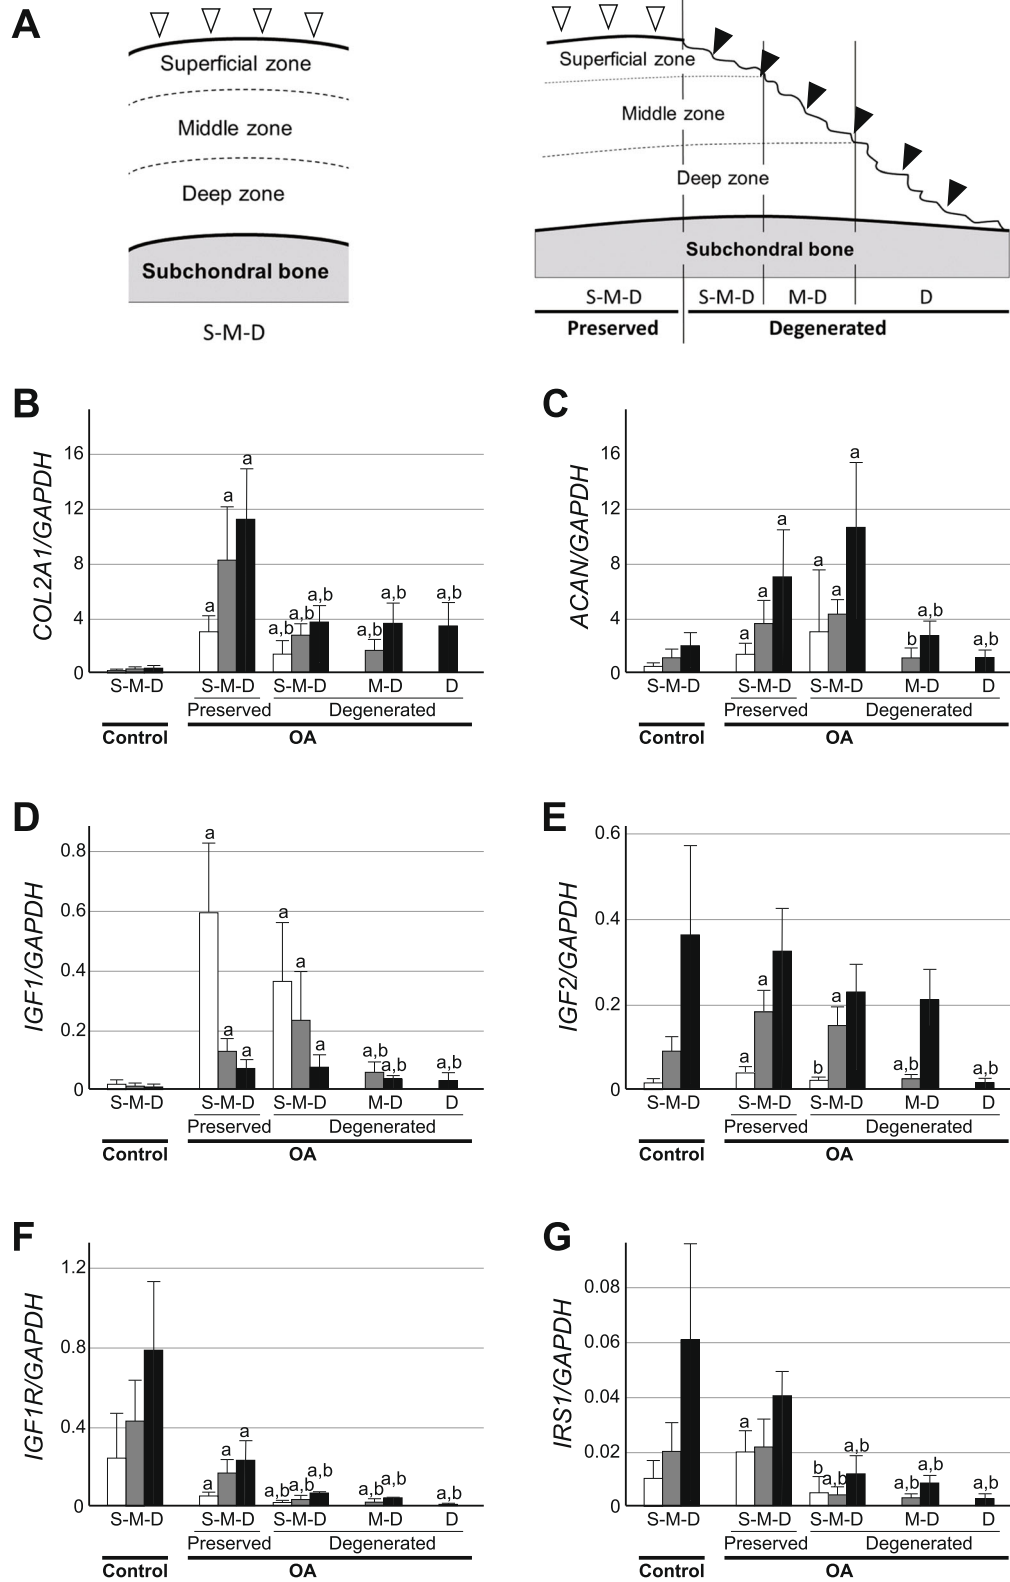 A
Superficial zone
Middle zone
Deep zone
Subchondral bone
S-M-D
Superficial zone
Middle zone
Deep zone
Subchondral bone
S-M-D S-M-D M-D D
Preserved Degenerated
B
COL2A1/GAPDH
16
12
8
4
0
a a a a,b a,b a,b a,b a,b a,b
S-M-D S-M-D S-M-D M-D D
Preserved Degenerated
Control OA
C
ACAN/GAPDH
16
12
8
4
0
a a a a a a b a,b a,b
S-M-D S-M-D S-M-D M-D D
Preserved Degenerated
Control OA
D
IGF1/GAPDH
0.8
0.6
0.4
0.2
0
a a a a a a a,b a,b a,b
S-M-D S-M-D S-M-D M-D D
Preserved Degenerated
Control OA
E
IGF2/GAPDH
0.6
0.4
0.2
0
a a b a a,b a,b
S-M-D S-M-D S-M-D M-D D
Preserved Degenerated
Control OA
F
IGF1R/GAPDH
1.2
0.8
0.4
0
a a a a,b a,b a,b a,b a,b a,b
S-M-D S-M-D S-M-D M-D D
Preserved Degenerated
Control OA
G
IRS1/GAPDH
0.08
0.06
0.04
0.02
0
a b a,b a,b a,b a,b a,b
S-M-D S-M-D S-M-D M-D D
Preserved Degenerated
Control OA